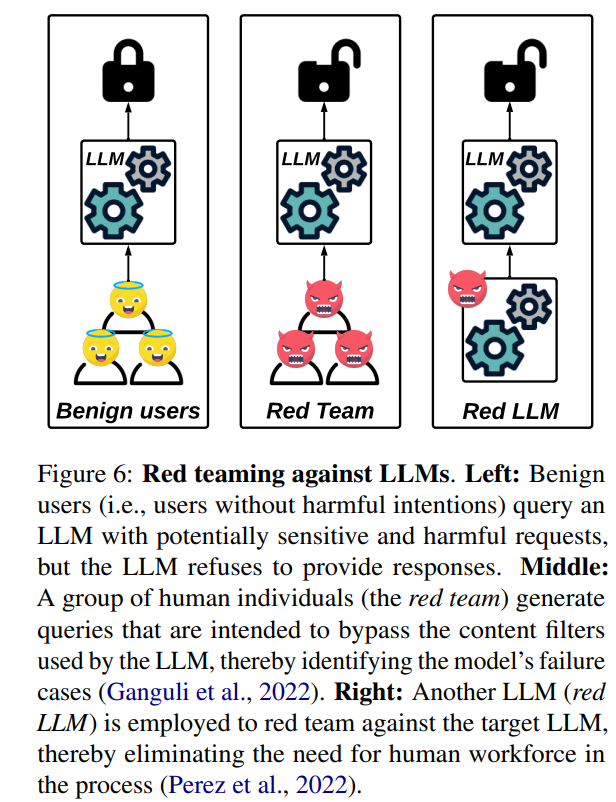 LLM
LLM
LLM
Benign users
Red Team
Red LLM
Figure 6: Red teaming against LLMs. Left: Benign
users (i.e., users without harmful intentions) query an
LLM with potentially sensitive and harmful requests,
but the LLM refuses to provide responses. Middle:
A group of human individuals (the red team) generate
queries that are intended to bypass the content filters
used by the LLM, thereby identifying the model's failure
cases (Ganguli et al., 2022). Right: Another LLM (red
LLM) is employed to red team against the target LLM,
thereby eliminating the need for human workforce in
the process (Perez et al., 2022).